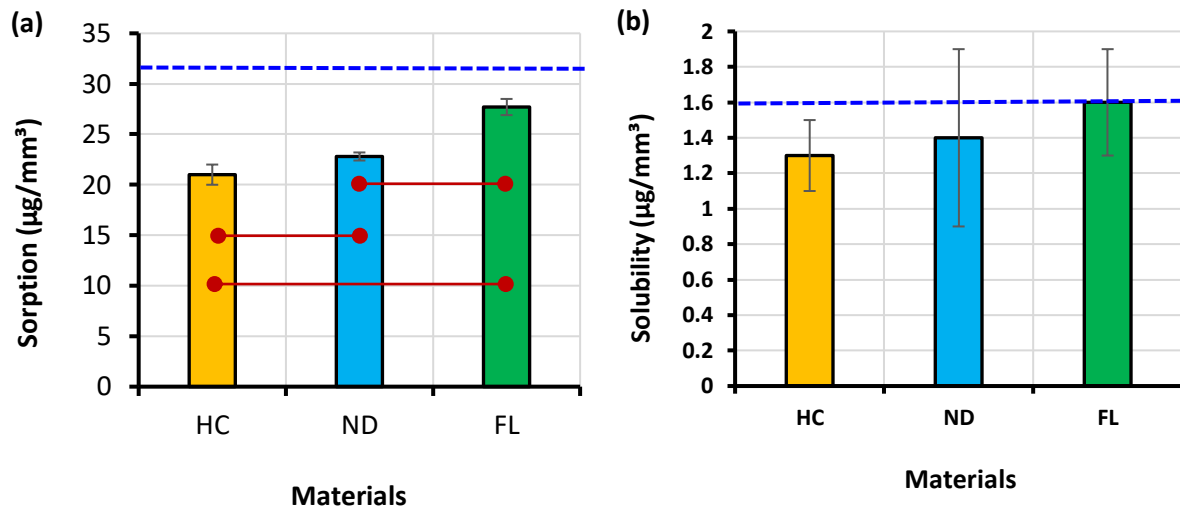 (a)
Sorption (µg/mm³)
35
30
25
20
15
10
5
0
HC ND FL
Materials
(b)
Solubility (µg/mm³)
2
1.8
1.6
1.4
1.2
1
0.8
0.6
0.4
0.2
0
HC ND FL
Materials